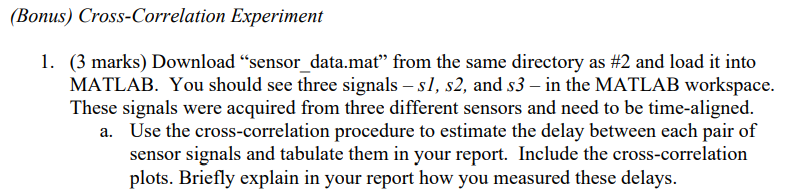 (Bonus) Cross-Correlation Experiment
1. (3 marks) Download “sensor_data.mat” from the same directory as #2 and load it into
MATLAB. You should see three signals – s1, s2, and s3 – in the MATLAB workspace.
These signals were acquired from three different sensors and need to be time-aligned.
a. Use the cross-correlation procedure to estimate the delay between each pair of
sensor signals and tabulate them in your report. Include the cross-correlation
plots. Briefly explain in your report how you measured these delays.